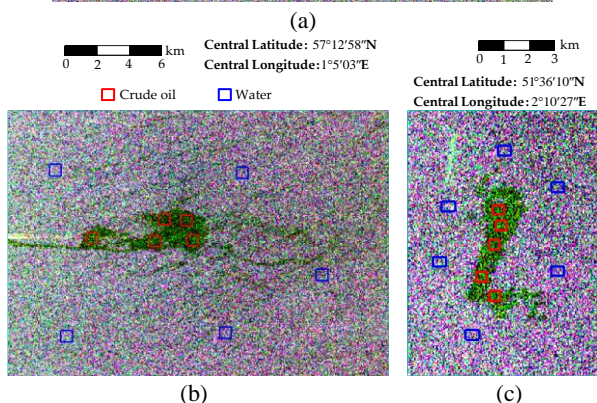 (a)
km
0 2 4 6
Central Latitude: 57°12′58″N
Central Longitude: 1°5′03″E
Crude oil
Water
km
0 1 2 3
Central Latitude: 51°36′10″N
Central Longitude: 2°10′27″E
(b)
(c)